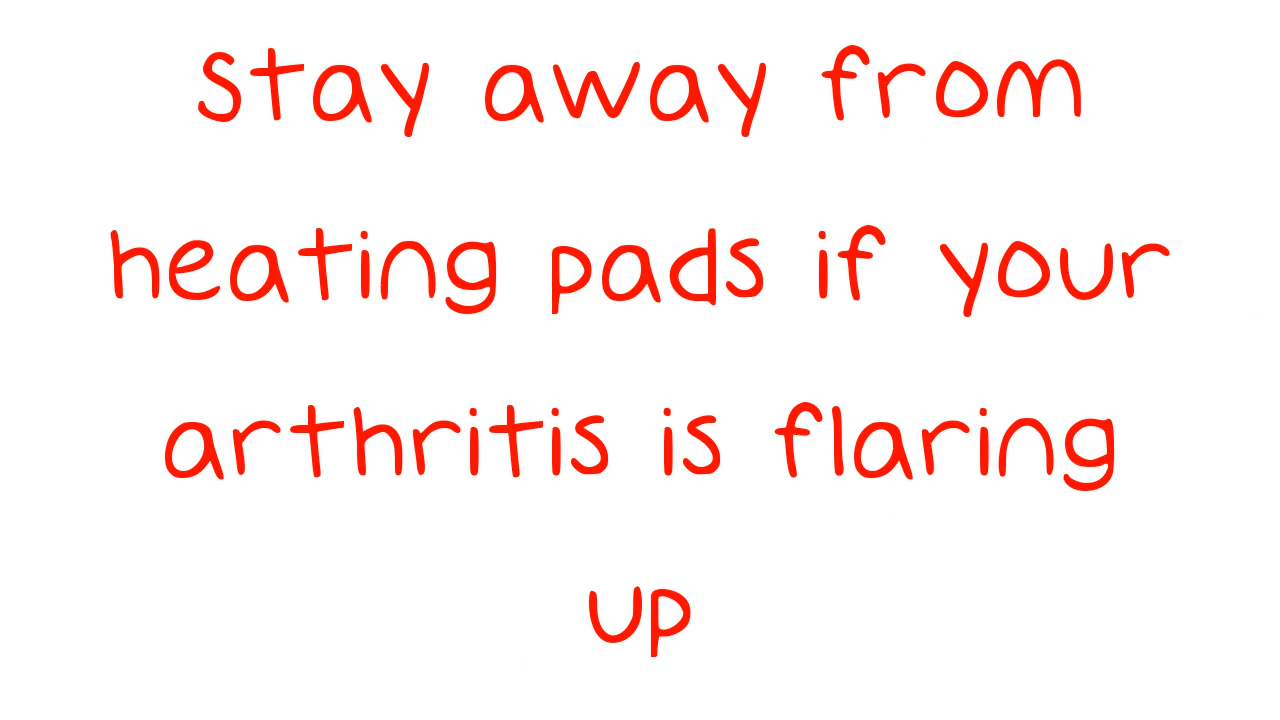 stay away from
heating pads if your
arthritis is flaring
up